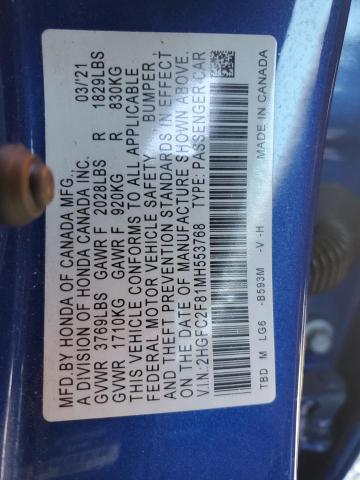 MFD.BY HONDA OF CANADA MFG. 03/21
A DIVISION OF HONDA CANADA INC.
GVWR 3769LBS GAWR F 2028LBS R 1829LBS
GVWR 1710KG GAWR F 920KG R 830KG
THIS VEHICLE CONFORMS TO ALL APPLICABLE
FEDERAL MOTOR VEHICLE SAFETY BUMPER
AND THEFT PREVENTION STANDARDS IN EFFECT
ON THE DATE OF MANUFACTURE SHOWN ABOVE.
V.I.N:2HGFC2F81MH553768 TYPE: PASSENGER CAR
TBD M LG6 -B593M -V -H MADE IN CANADA